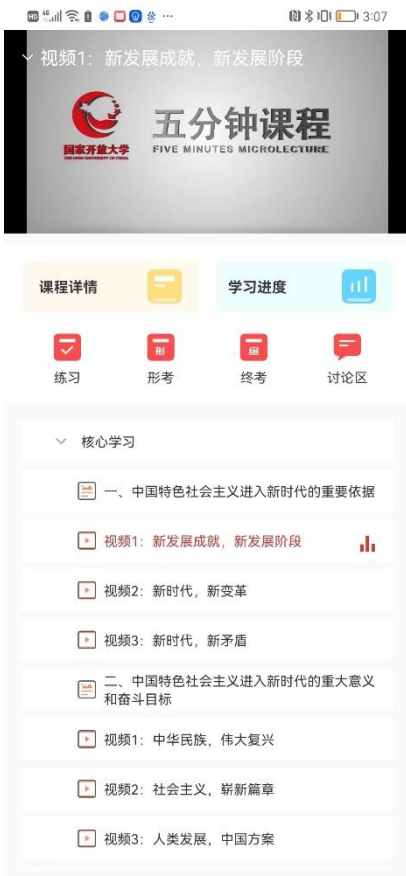 3:07
视频1：新发展成就，新发展阶段
五分钟课程
国家开放大学
FIVE MINUTES MICROLECTURE
THE OPEN UNIVERSITY OF CHINA
课程详情
学习进度
练习
形考
终考
讨论区
核心学习
一、中国特色社会主义进入新时代的重要依据
视频1：新发展成就，新发展阶段
视频2：新时代，新变革
视频3：新时代，新矛盾
二、中国特色社会主义进入新时代的重大意义
和奋斗目标
视频1：中华民族，伟大复兴
视频2：社会主义，崭新篇章
视频3：人类发展，中国方案